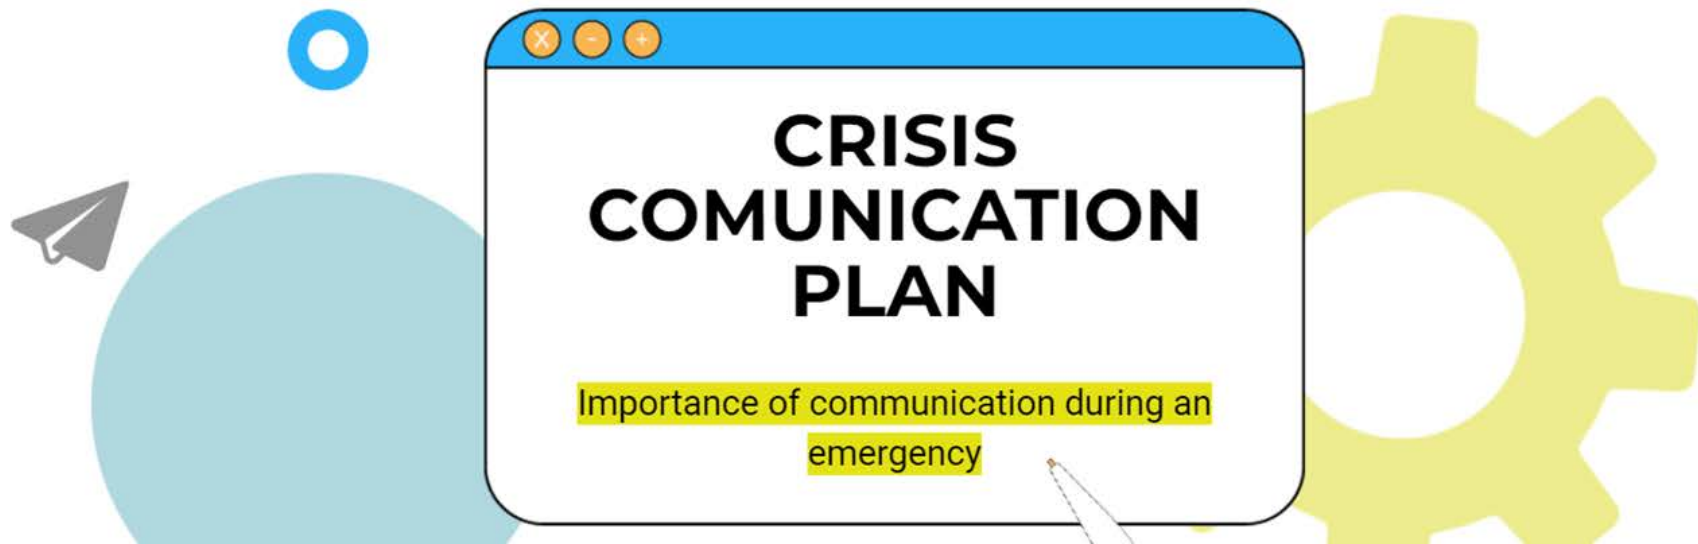 X - +
CRISIS
COMUNICATION
PLAN
Importance of communication during an
emergency